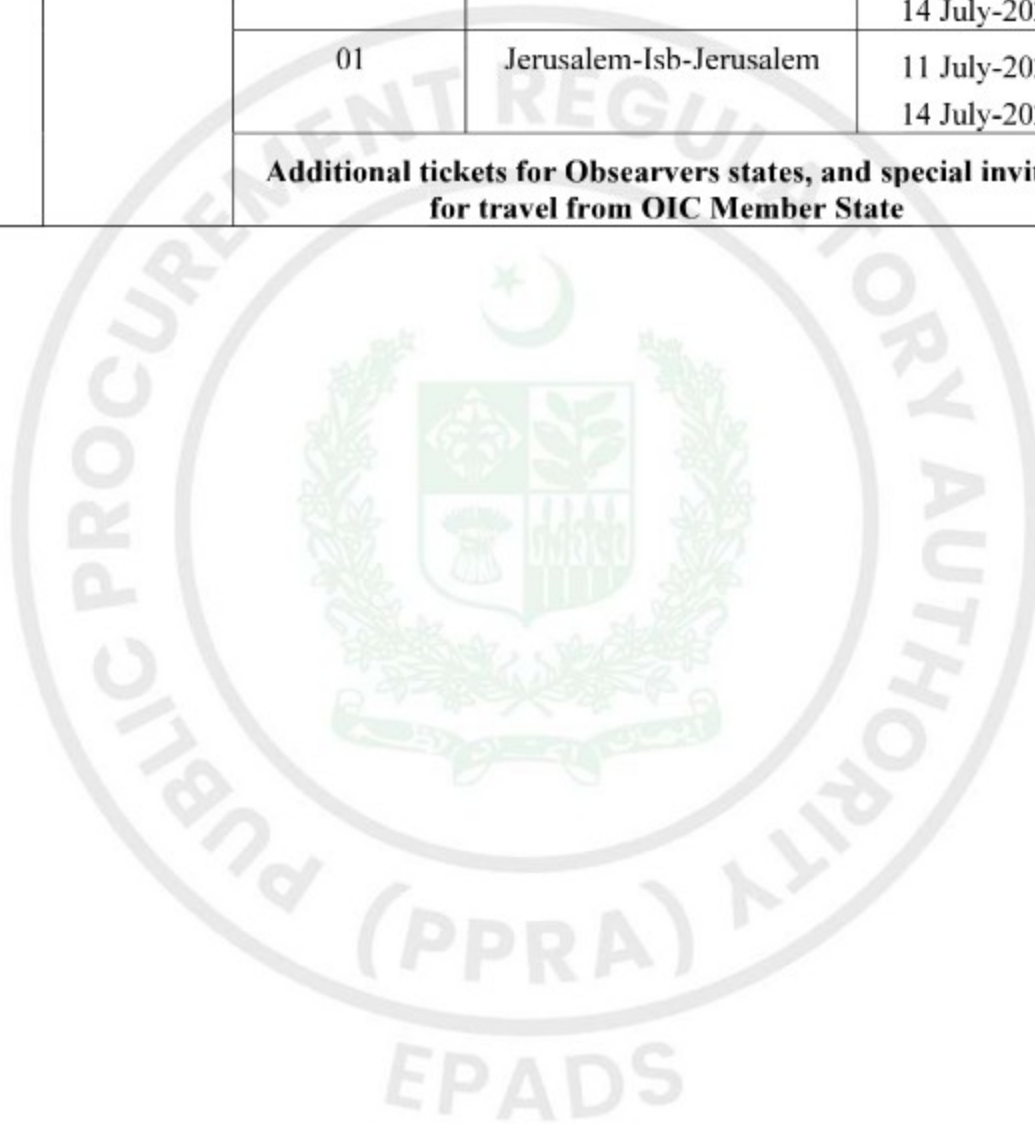 14 July-20
01 Jerusalem-Isb-Jerusalem 11 July-20
14 July-20
Additional tickets for Obsearvers states, and special invi
for travel from OIC Member State
PUBLIC PROCUREMENT REGULATORY AUTHORITY
(PPRA)
EPADS